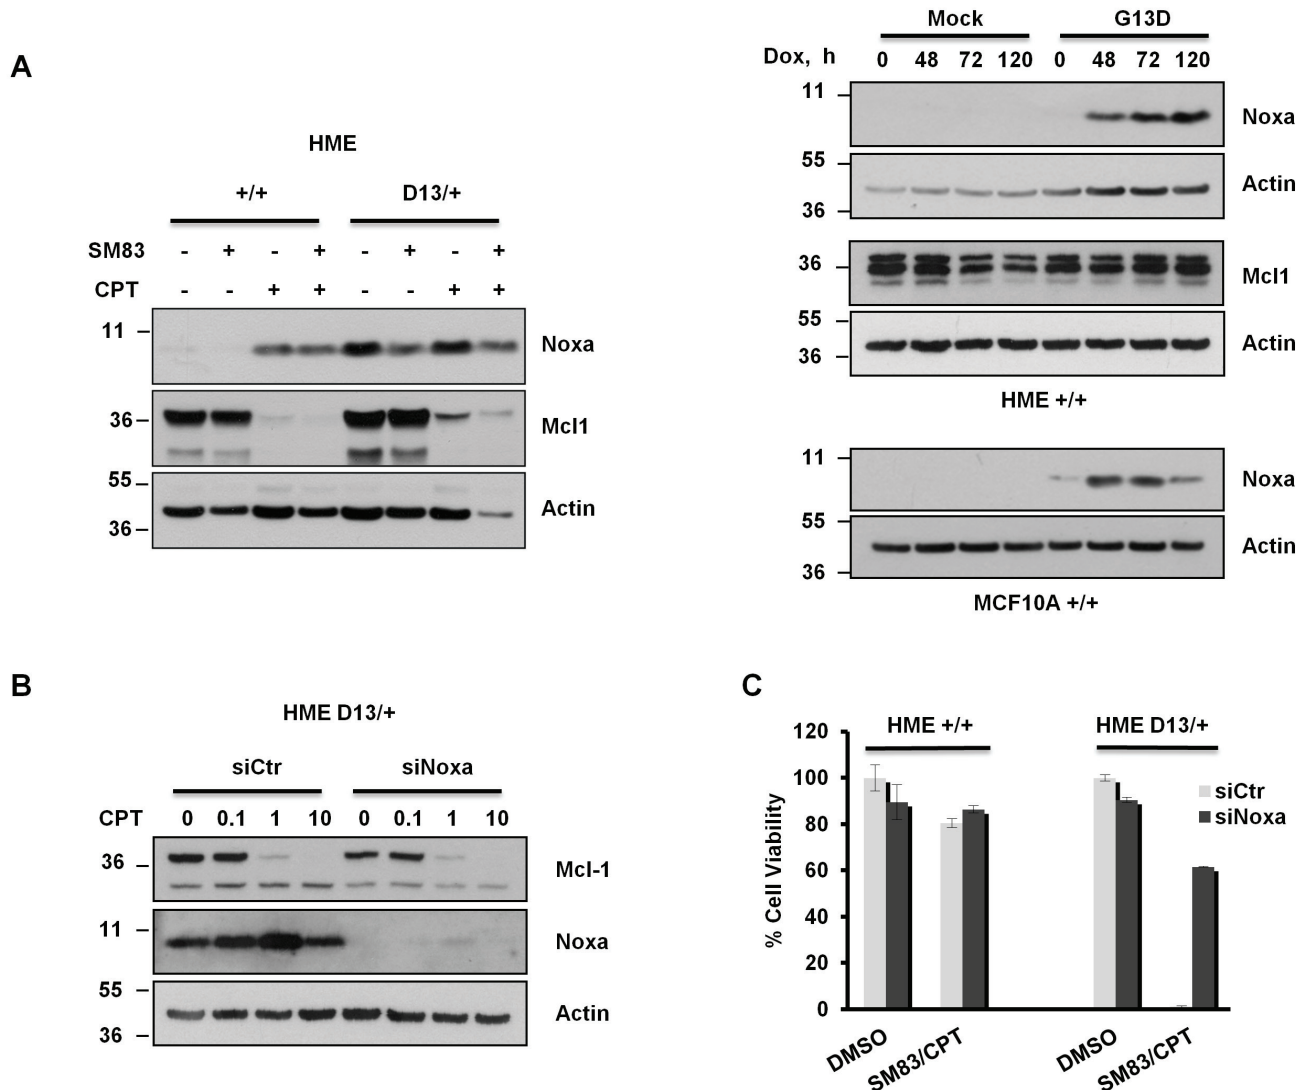 A
HME
+/+ D13/+
SM83 - + - + - + - +
CPT - - + + - - + +
11 Noxa
36 Mcl1
55
Actin
36
Mock G13D
Dox, h 0 48 72 120 0 48 72 120
11
Noxa
55
Actin
36
36 Mcl1
55
Actin
36
HME +/+
11
Noxa
55
Actin
36
MCF10A +/+
B
HME D13/+
siCtr siNoxa
CPT 0 0.1 1 10 0 0.1 1 10
36 Mcl-1
11
Noxa
55
Actin
36
C
HME +/+ HME D13/+
% Cell Viability
120
100
80
60
40
20
0
siCtr
siNoxa
DMSO SM83/CPT DMSO SM83/CPT